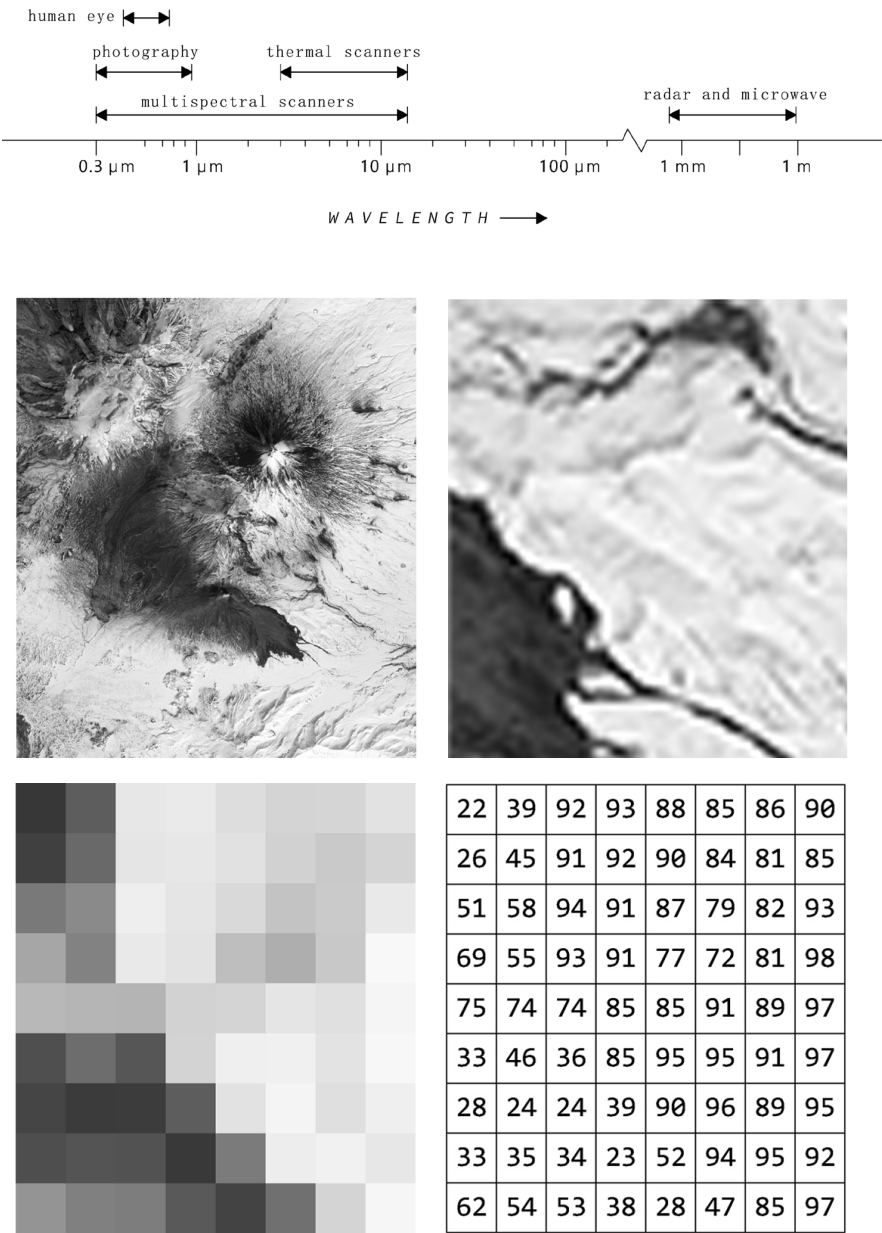 human eye
photography thermal scanners
multispectral scanners radar and microwave
0.3 μm 1 μm 10 μm 100 μm 1 mm 1 m
WAVELENGTH
22 39 92 93 88 85 86 90
26 45 91 92 90 84 81 85
51 58 94 91 87 79 82 93
69 55 93 91 77 72 81 98
75 74 74 85 85 91 89 97
33 46 36 85 95 95 91 97
28 24 24 39 90 96 89 95
33 35 34 23 52 94 95 92
62 54 53 38 28 47 85 97